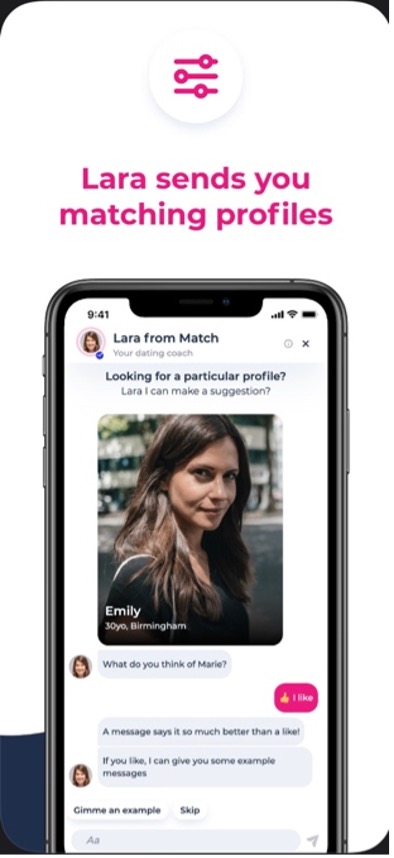 Lara sends you
matching profiles
9:41
Lara from Match
Your dating coach
Looking for a particular profile?
Lara I can make a suggestion?
Emily
30yo, Birmingham
What do you think of Marie?
👍 I like
A message says it so much better than a like!
If you like, I can give you some example
messages
Gimme an example Skip
Aa